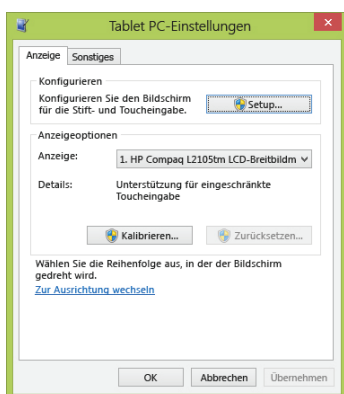 Tablet PC-Einstellungen
Anzeige Sonstiges
Konfigurieren
Konfigurieren Sie den Bildschirm
für die Stift- und Toucheingabe.
Setup...
Anzeigeoptionen
Anzeige: 1. HP Compaq L2105tm LCD-Breitbildm
Details: Unterstützung für eingeschränkte
Toucheingabe
Kalibrieren... Zurücksetzen...
Wählen Sie die Reihenfolge aus, in der der Bildschirm
gedreht wird.
Zur Ausrichtung wechseln
OK Abbrechen Übernehmen